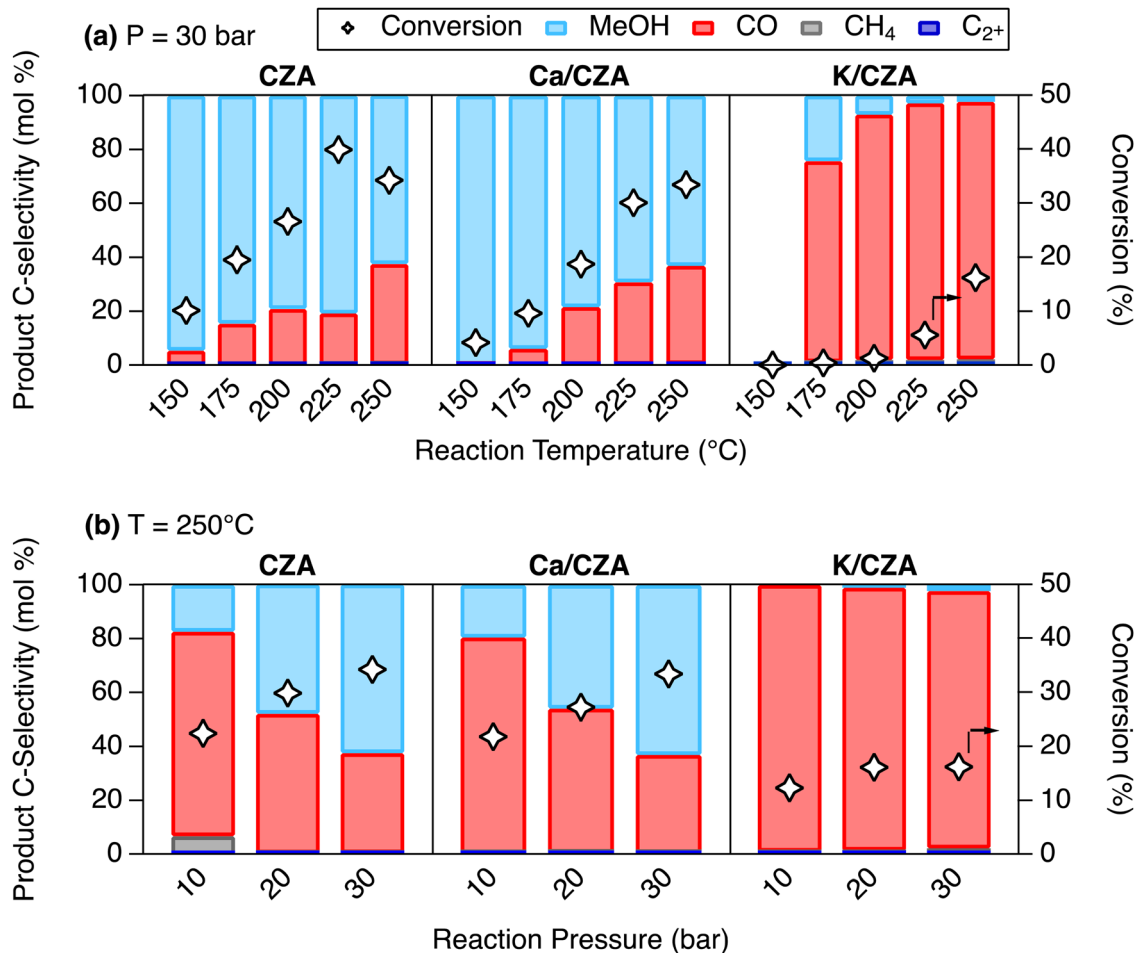 (a) P = 30 bar
Conversion MeOH CO CH₄ C₂₊
CZA Ca/CZA K/CZA
Product C-selectivity (mol %)
100
80
60
40
20
0
50
40
30
20
10
0
Conversion (%)
150 175 200 225 250 150 175 200 225 250 150 175 200 225 250
Reaction Temperature (°C)
(b) T = 250°C
CZA Ca/CZA K/CZA
Product C-Selectivity (mol %)
100
80
60
40
20
0
50
40
30
20
10
0
Conversion (%)
10 20 30 10 20 30 10 20 30
Reaction Pressure (bar)